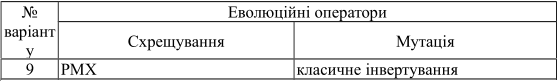 № варіант у
Еволюційні оператори
Схрещування
Мутація
9
PMX
класичне інвертування